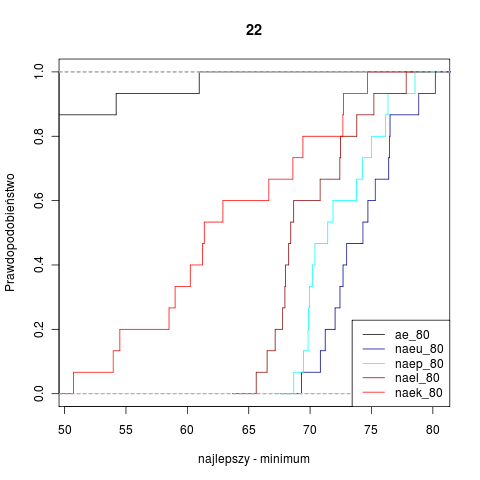 22
Prawdopodobieństwo
1.0
0.8
0.6
0.4
0.2
0.0
50 55 60 65 70 75 80
najlepszy - minimum
ae_80
naeu_80
naep_80
nael_80
naek_80